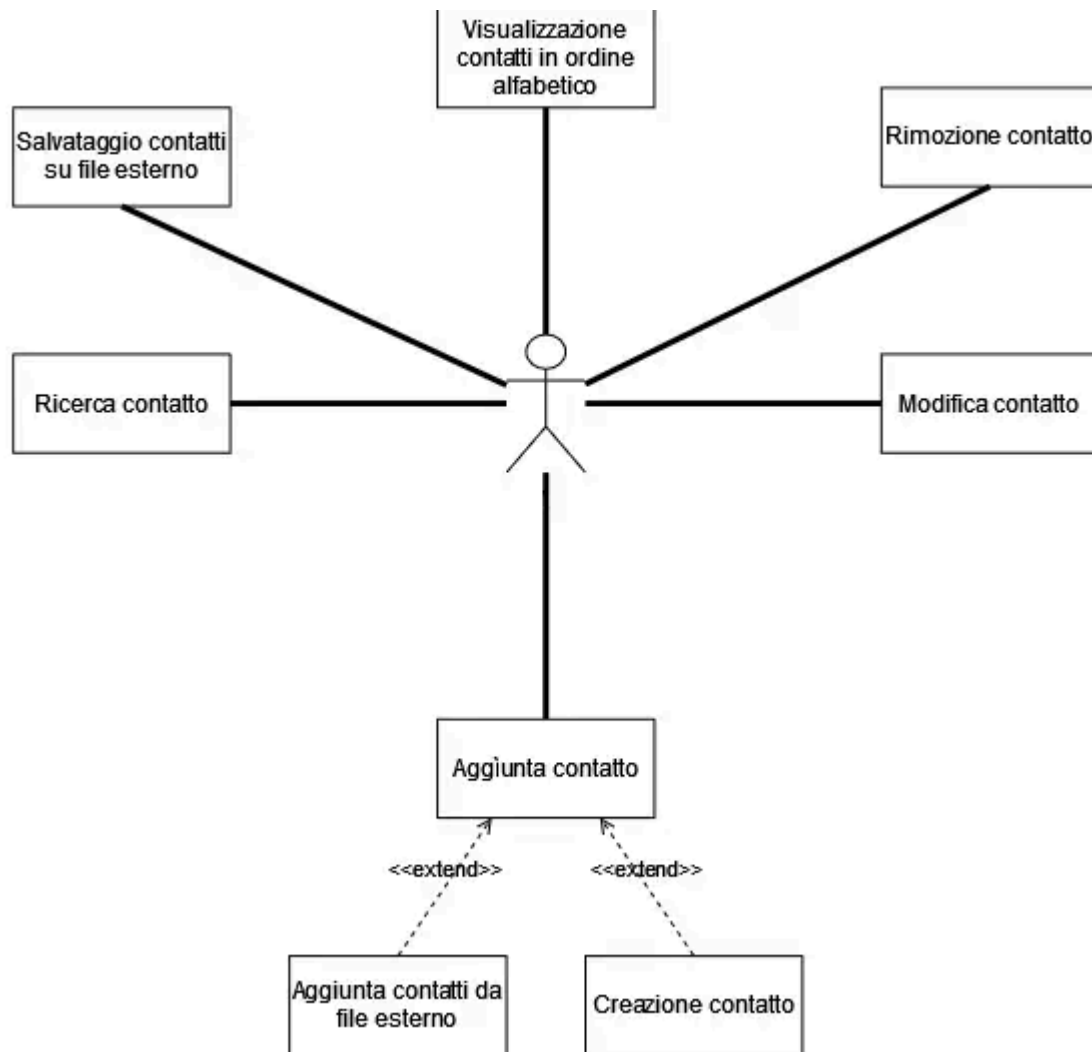 Visualizzazione
contatti in ordine
alfabetico
Salvataggio contatti
su file esterno
Rimozione contatto
Ricerca contatto
Modifica contatto
Aggiunta contatto
<<extend>>
<<extend>>
Aggiunta contatti da
file esterno
Creazione contatto